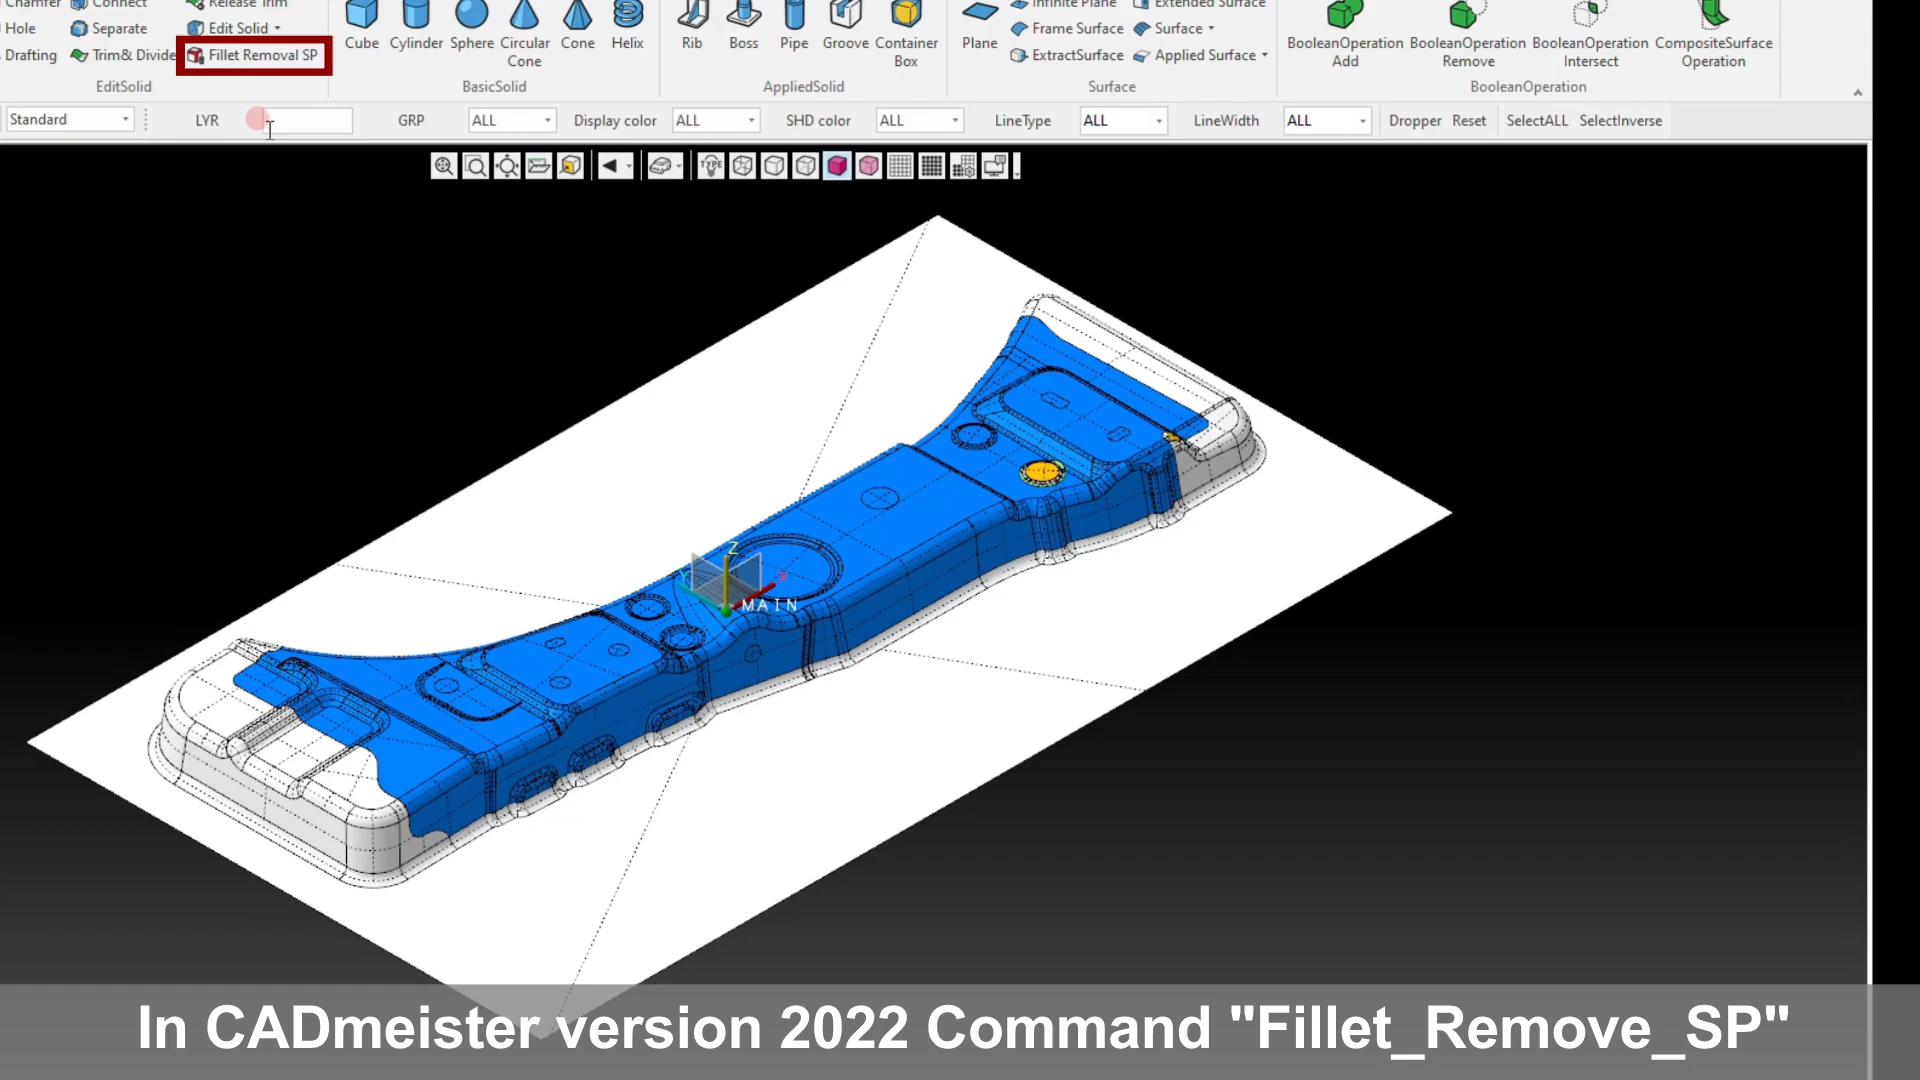 Chamfer Connect Release Trim Infinite Plane Extended Surface
Hole Separate Edit Solid Cube Cylinder Sphere Circular Cone Cone Helix Rib Boss Pipe Groove Container Box Plane Frame Surface Surface BooleanOperation Add BooleanOperation Remove BooleanOperation Intersect CompositeSurface Operation
Drafting Trim& Divide Fillet Removal SP ExtractSurface Applied Surface
EditSolid BasicSolid AppliedSolid Surface BooleanOperation
Standard LYR GRP ALL Display color ALL SHD color ALL LineType ALL LineWidth ALL Dropper Reset SelectALL SelectInverse
TYPE
Z
Y X
MAIN
In CADmeister version 2022 Command "Fillet_Remove_SP"